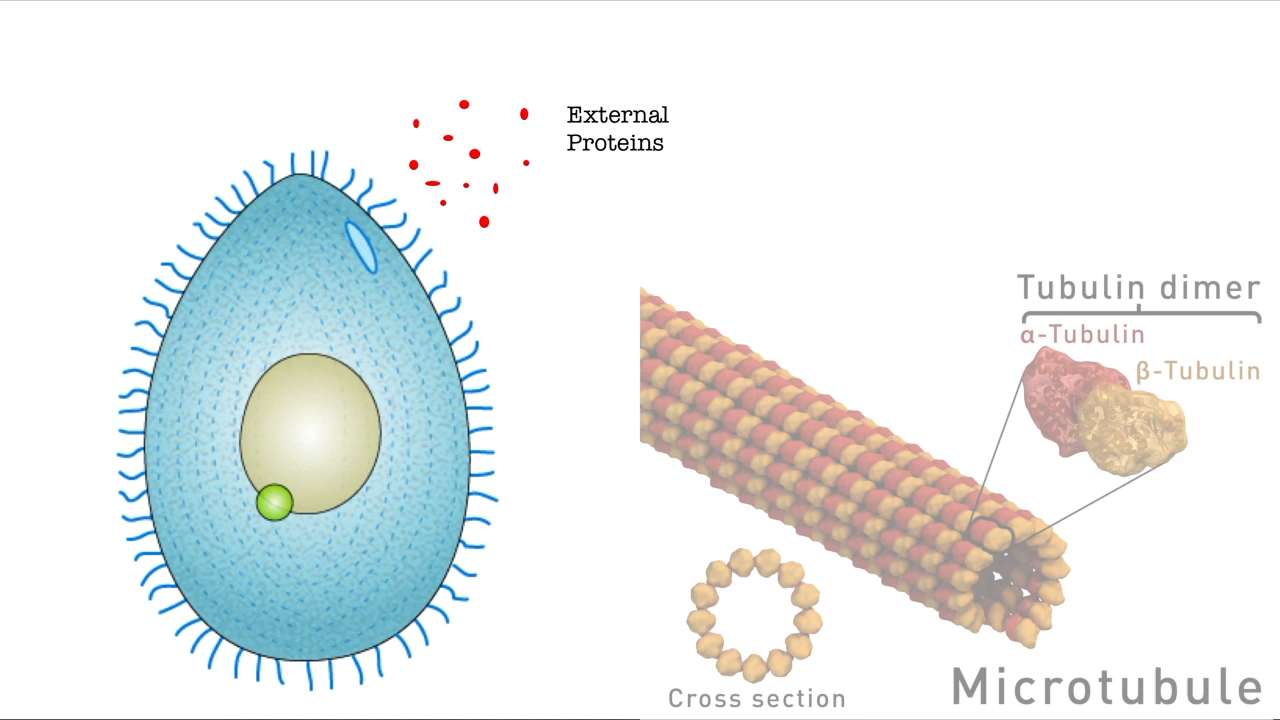 External
Proteins
Tubulin dimer
α-Tubulin
β-Tubulin
Cross section
Microtubule